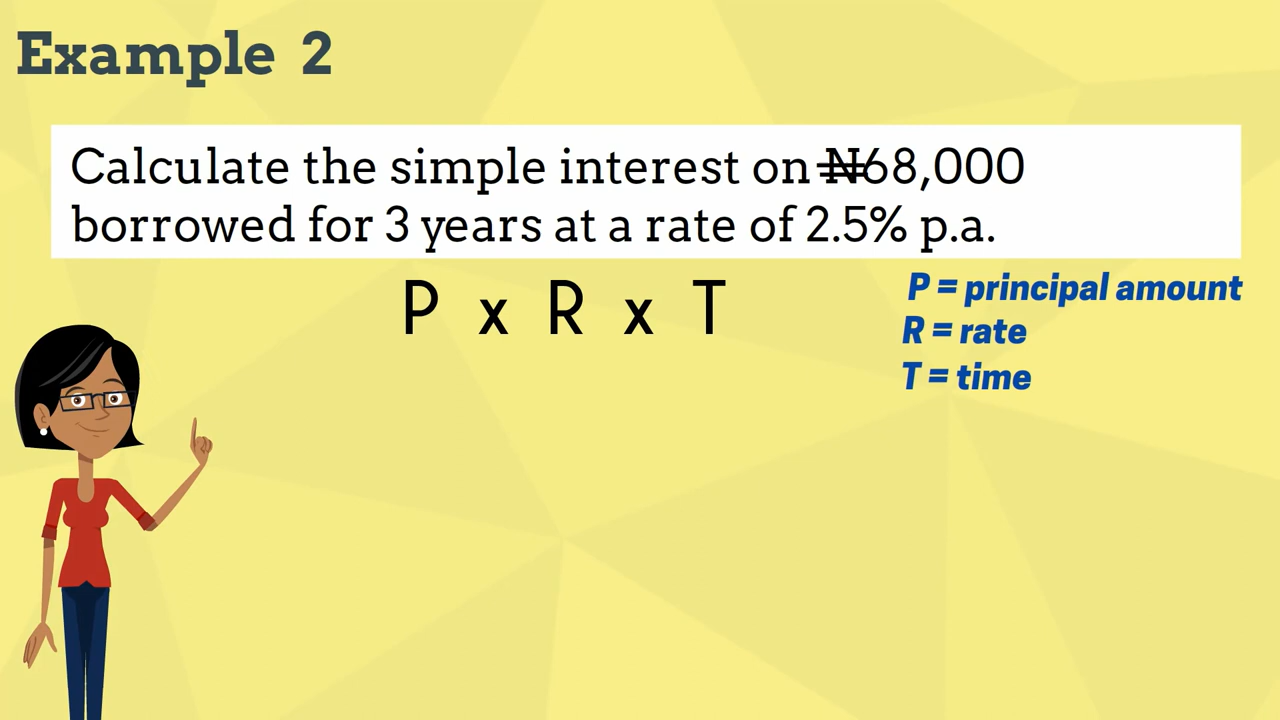 Example 2
Calculate the simple interest on ₦68,000
borrowed for 3 years at a rate of 2.5% p.a.
P x R x T
P = principal amount
R = rate
T = time